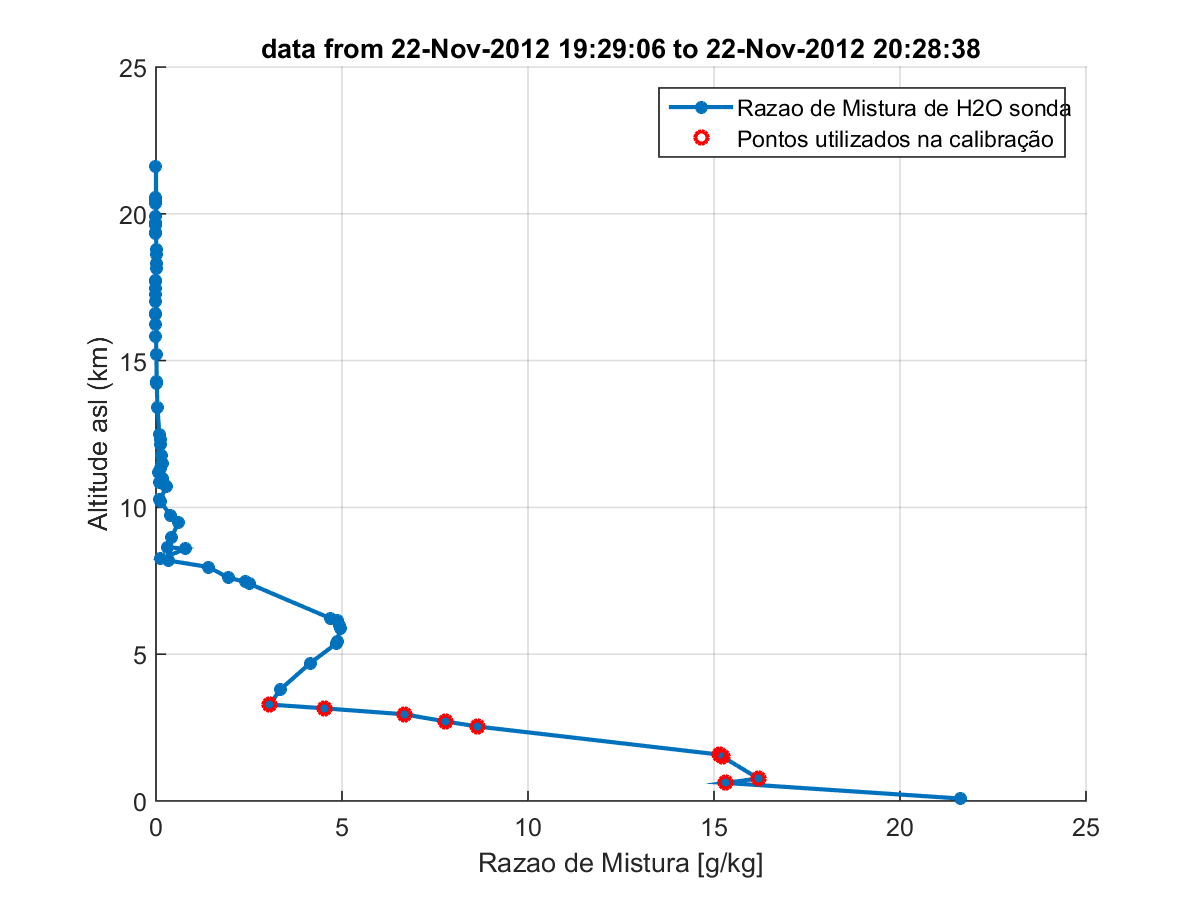 data from 22-Nov-2012 19:29:06 to 22-Nov-2012 20:28:38
Razao de Mistura de H2O sonda
Pontos utilizados na calibração
25
20
15
10
5
0
Altitude asl (km)
0 5 10 15 20 25
Razao de Mistura [g/kg]